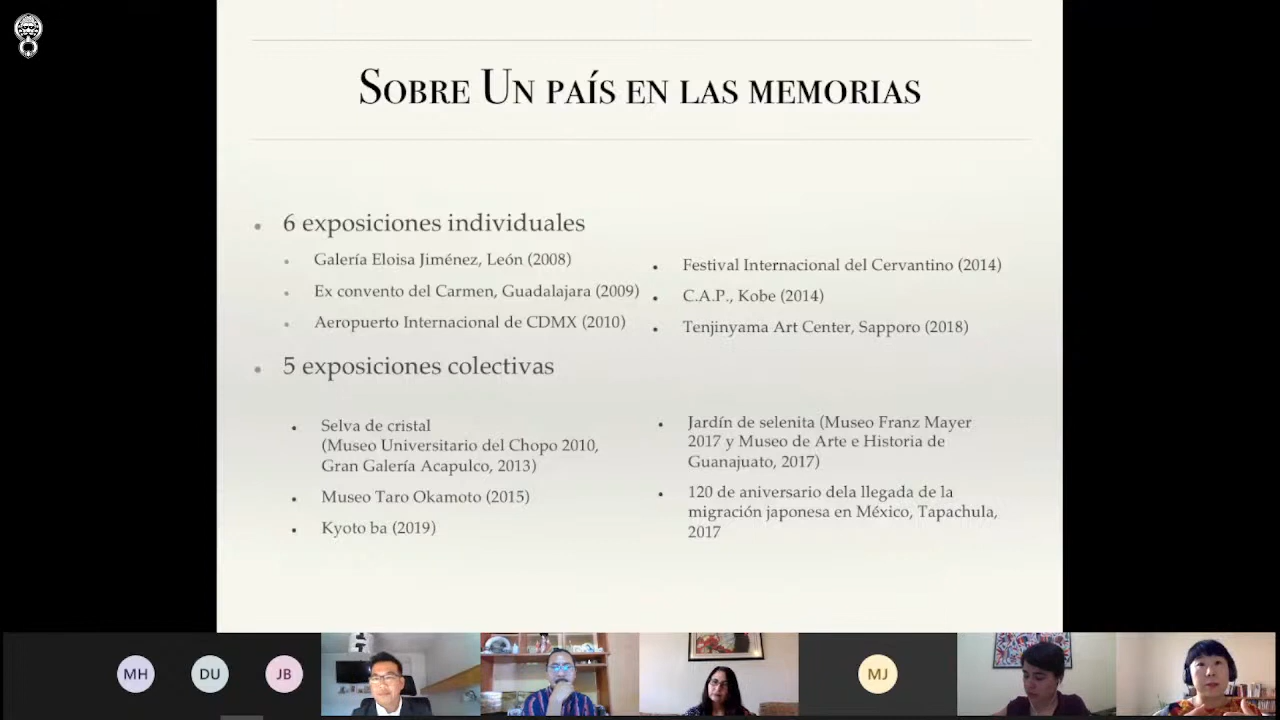 Sobre Un país en las memorias
6 exposiciones individuales
Galería Eloisa Jiménez, León (2008)
Ex convento del Carmen, Guadalajara (2009)
Aeropuerto Internacional de CDMX (2010)
Festival Internacional del Cervantino (2014)
C.A.P., Kobe (2014)
Tenjinyama Art Center, Sapporo (2018)
5 exposiciones colectivas
Selva de cristal
(Museo Universitario del Chopo 2010,
Gran Galería Acapulco, 2013)
Museo Taro Okamoto (2015)
Kyoto ba (2019)
Jardín de selenita (Museo Franz Mayer
2017 y Museo de Arte e Historia de
Guanajuato, 2017)
120 de aniversario dela llegada de la
migración japonesa en México, Tapachula,
2017
MH
DU
JB
MJ